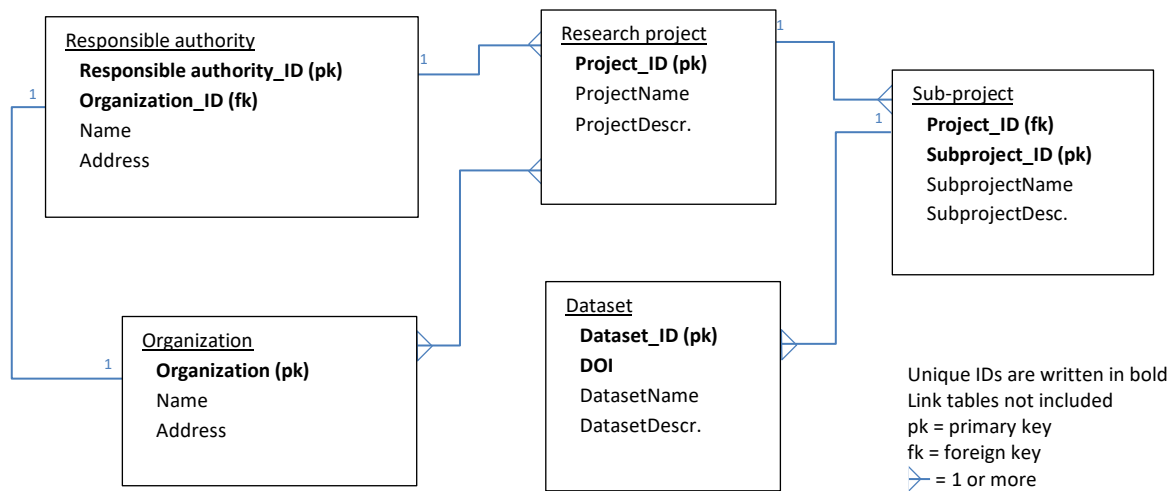 Responsible authority
Responsible authority_ID (pk)
Organization_ID (fk)
Name
Address
1
1
Research project
Project_ID (pk)
ProjectName
ProjectDescr.
1
Sub-project
Project_ID (fk)
Subproject_ID (pk)
SubprojectName
SubprojectDesc.
1
Organization
Organization (pk)
Name
Address
1
Dataset
Dataset_ID (pk)
DOI
DatasetName
DatasetDescr.
Unique IDs are written in bold
Link tables not included
pk = primary key
fk = foreign key
= 1 or more